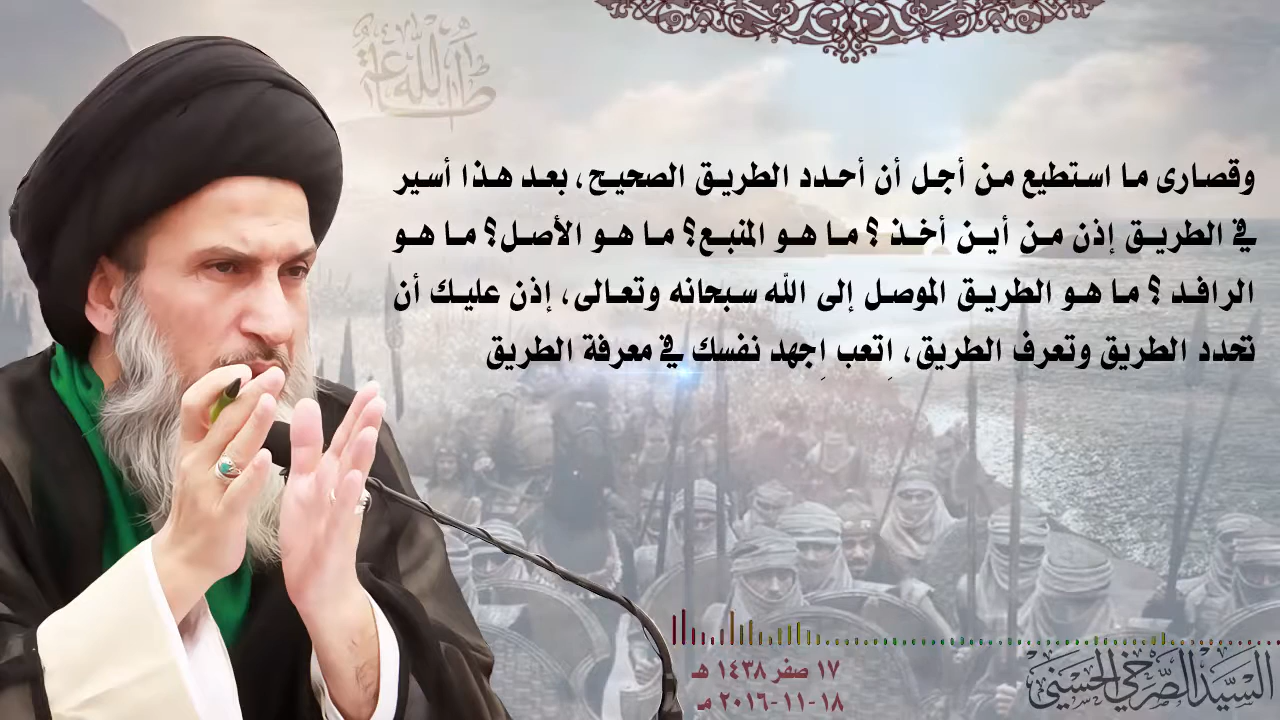 وقصارى ما استطيع من أجل أن أحدد الطريق الصحيح، بعد هذا أسير
في الطريق إذن من أين أخذ ؟ ما هو المنبع؟ ما هو الأصل؟ ما هو
الرافد ؟ ما هو الطريق الموصل إلى الله سبحانه وتعالى، إذن عليك أن
تحدد الطريق وتعرف الطريق، اِتعب اِجهد نفسك في معرفة الطريق
١٧ صفر ١٤٣٨ هـ
١٨-١١-٢٠١٦ مـ
السيد الصرخي الحسني